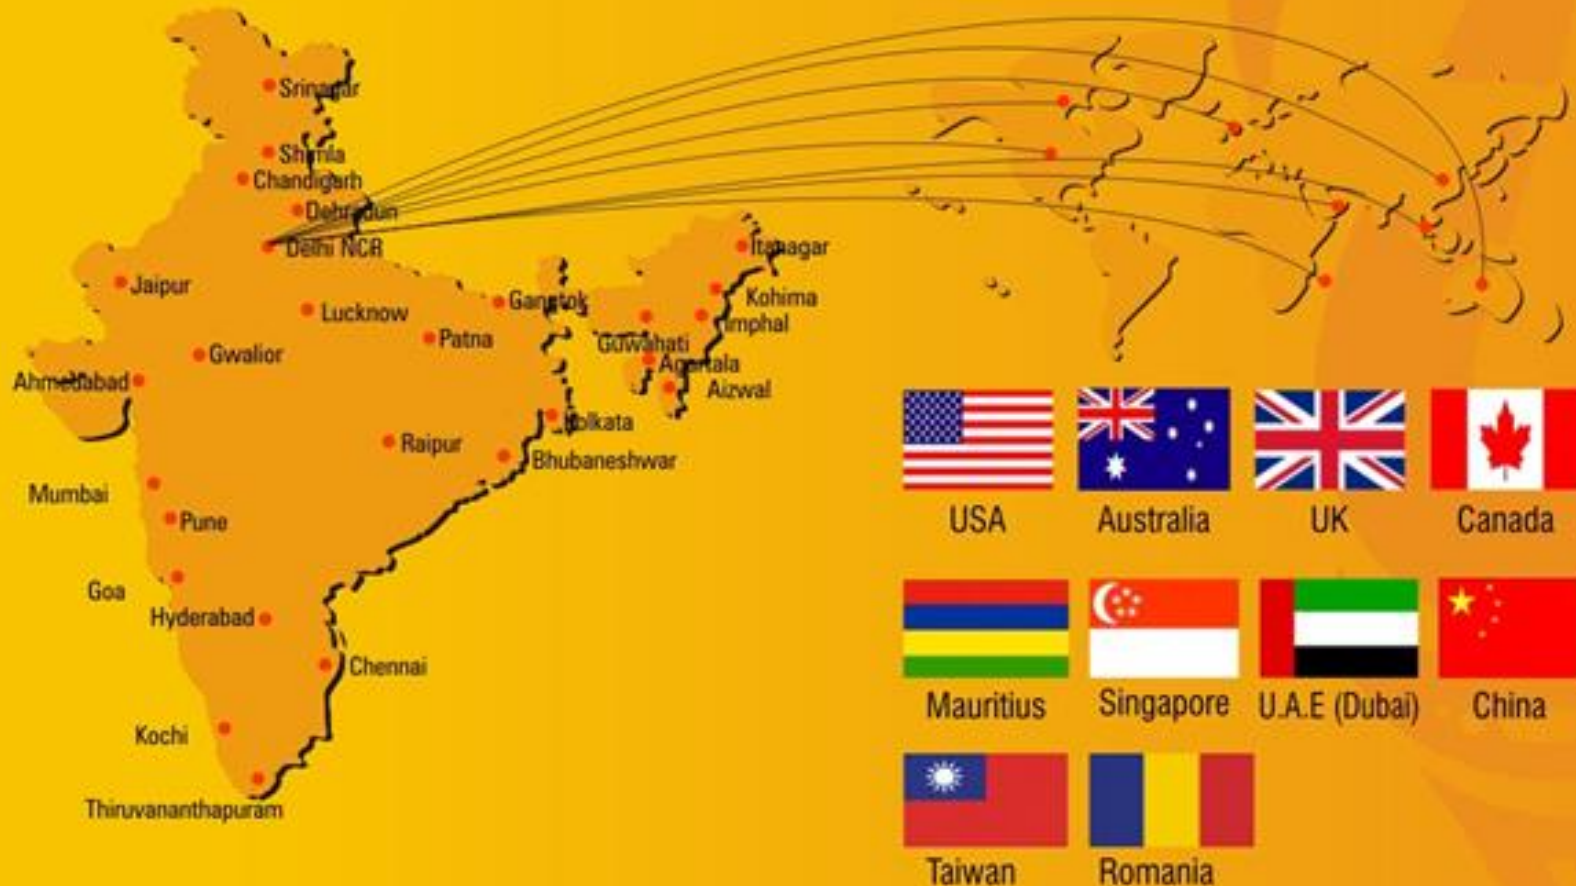 Srinagar
Shimla
Chandigarh
Dehradun
Delhi NCR
Itanagar
Jaipur
Gangtok
Kohima
Lucknow
Imphal
Patna
Guwahati
Gwalior
Agartala
Ahmedabad
Aizwal
Kolkata
Raipur
Bhubaneshwar
Mumbai
Pune
Goa
Hyderabad
Chennai
Kochi
Thiruvananthapuram
USA
Australia
UK
Canada
Mauritius
Singapore
U.A.E (Dubai)
China
Taiwan
Romania